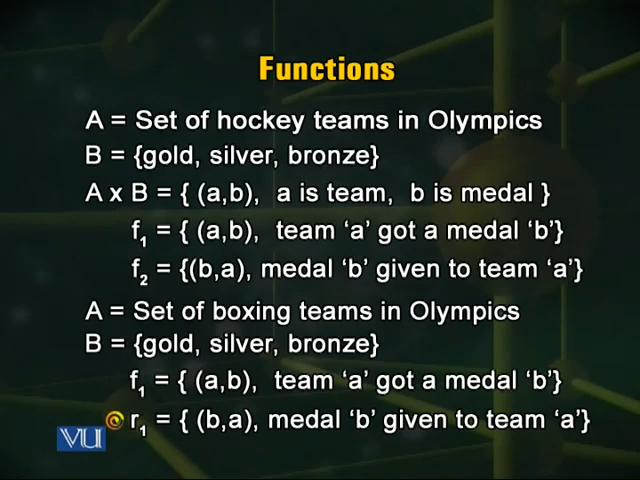 Functions
A = Set of hockey teams in Olympics
B = {gold, silver, bronze}
A x B = { (a,b), a is team, b is medal }
f₁ = { (a,b), team ‘a’ got a medal ‘b’}
f₂ = {(b,a), medal ‘b’ given to team ‘a’}
A = Set of boxing teams in Olympics
B = {gold, silver, bronze}
f₁ = { (a,b), team ‘a’ got a medal ‘b’}
r₁ = { (b,a), medal ‘b’ given to team ‘a’}
VU